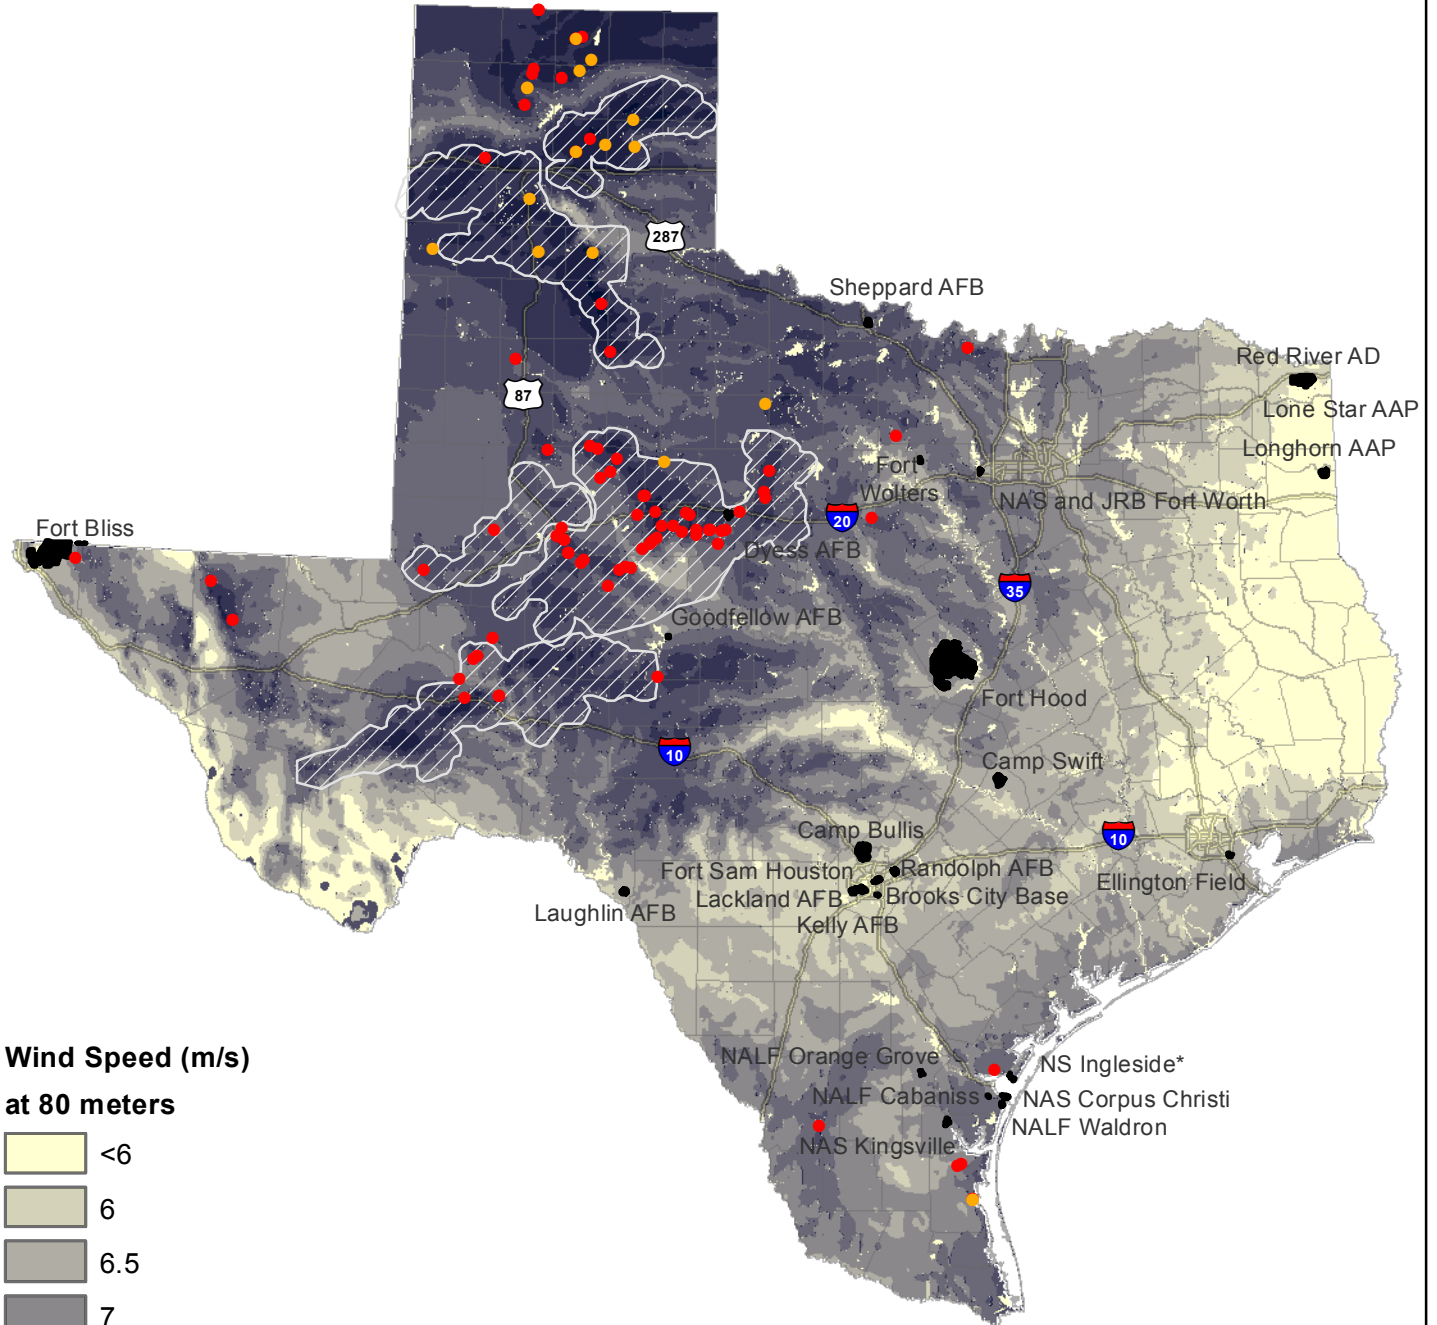 287
Sheppard AFB
Red River AD
87
Lone Star AAP
Longhorn AAP
Fort
Wolters
NAS and JRB Fort Worth
20
Fort Bliss
Dyess AFB
35
Goodfellow AFB
Fort Hood
10
Camp Swift
Camp Bullis
10
Fort Sam Houston
Randolph AFB
Ellington Field
Lackland AFB
Brooks City Base
Laughlin AFB
Kelly AFB
Wind Speed (m/s)
at 80 meters
NALF Orange Grove
NS Ingleside*
NALF Cabaniss
NAS Corpus Christi
NALF Waldron
NAS Kingsville
<6
6
6.5
7